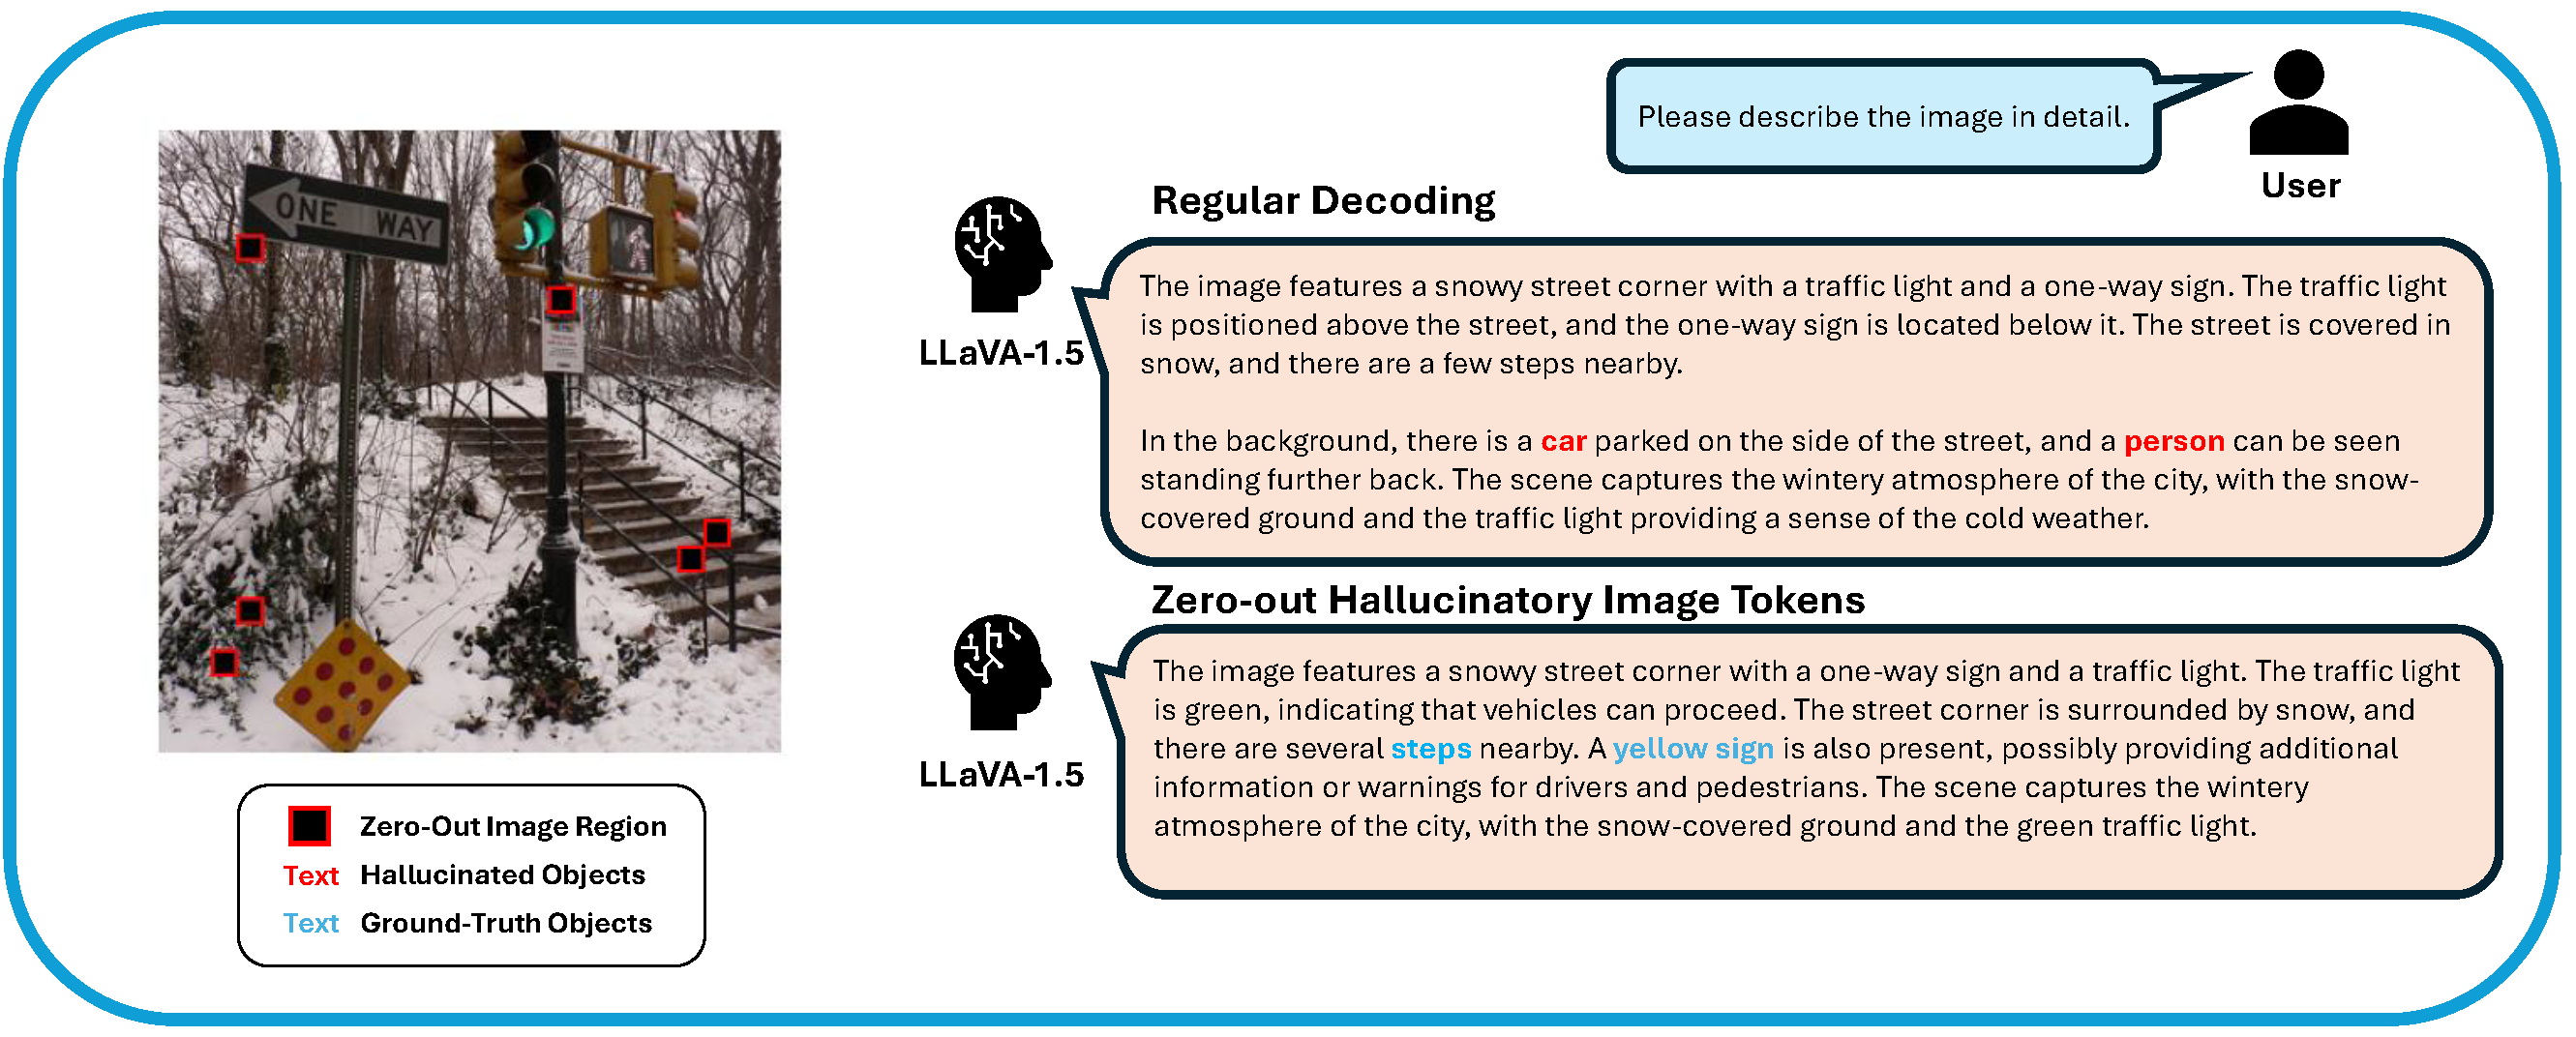 Please describe the image in detail.
User
Regular Decoding
LLaVA-1.5
The image features a snowy street corner with a traffic light and a one-way sign. The traffic light
is positioned above the street, and the one-way sign is located below it. The street is covered in
snow, and there are a few steps nearby.
In the background, there is a car parked on the side of the street, and a person can be seen
standing further back. The scene captures the wintery atmosphere of the city, with the snow-
covered ground and the traffic light providing a sense of the cold weather.
Zero-out Hallucinatory Image Tokens
LLaVA-1.5
The image features a snowy street corner with a one-way sign and a traffic light. The traffic light
is green, indicating that vehicles can proceed. The street corner is surrounded by snow, and
there are several steps nearby. A yellow sign is also present, possibly providing additional
information or warnings for drivers and pedestrians. The scene captures the wintery
atmosphere of the city, with the snow-covered ground and the green traffic light.
ONE WAY
Zero-Out Image Region
Text Hallucinated Objects
Text Ground-Truth Objects